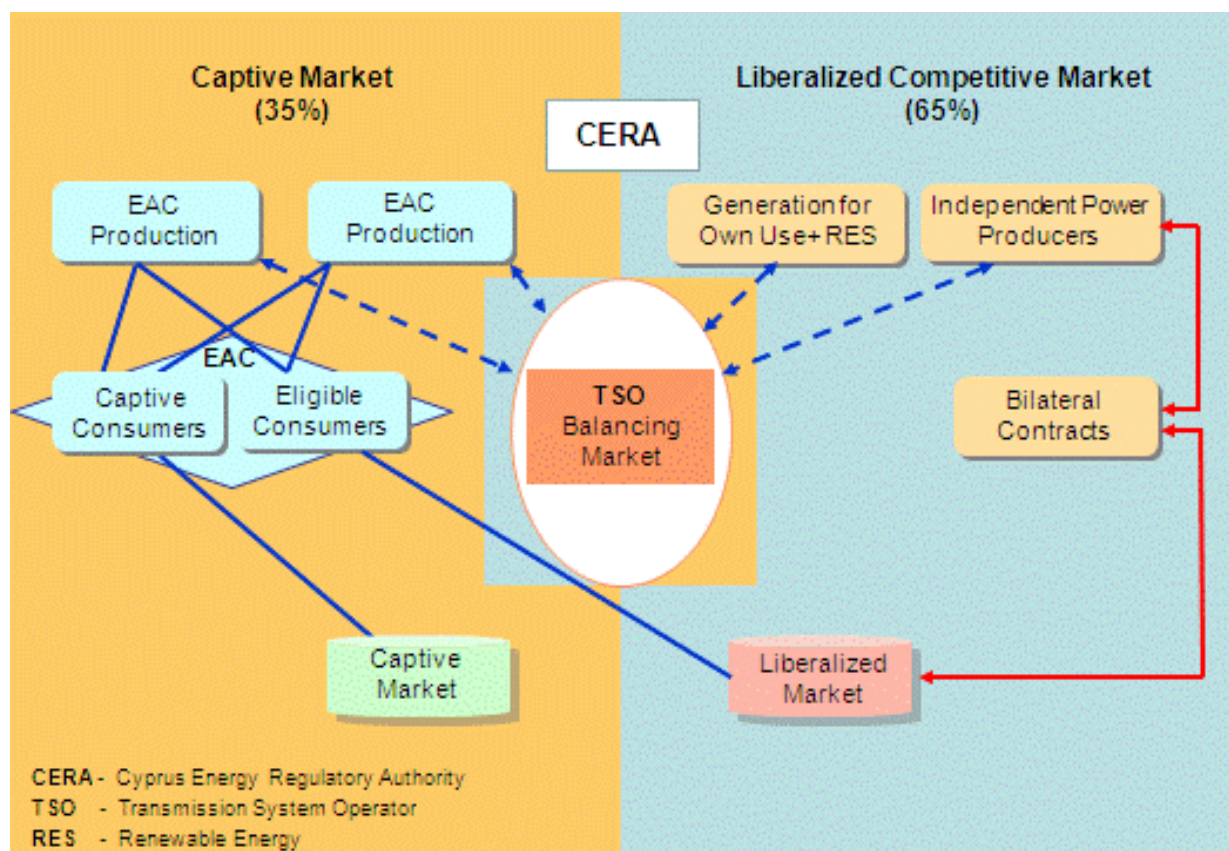 Captive Market
(35%)
Liberalized Competitive Market
(65%)
CERA
EAC
Production
EAC
Production
Generation for
Own Use+ RES
Independent Power
Producers
EAC
Captive
Consumers
Eligible
Consumers
TSO
Balancing
Market
Bilateral
Contracts
Captive
Market
Liberalized
Market
CERA - Cyprus Energy Regulatory Authority
TSO - Transmission System Operator
RES - Renewable Energy